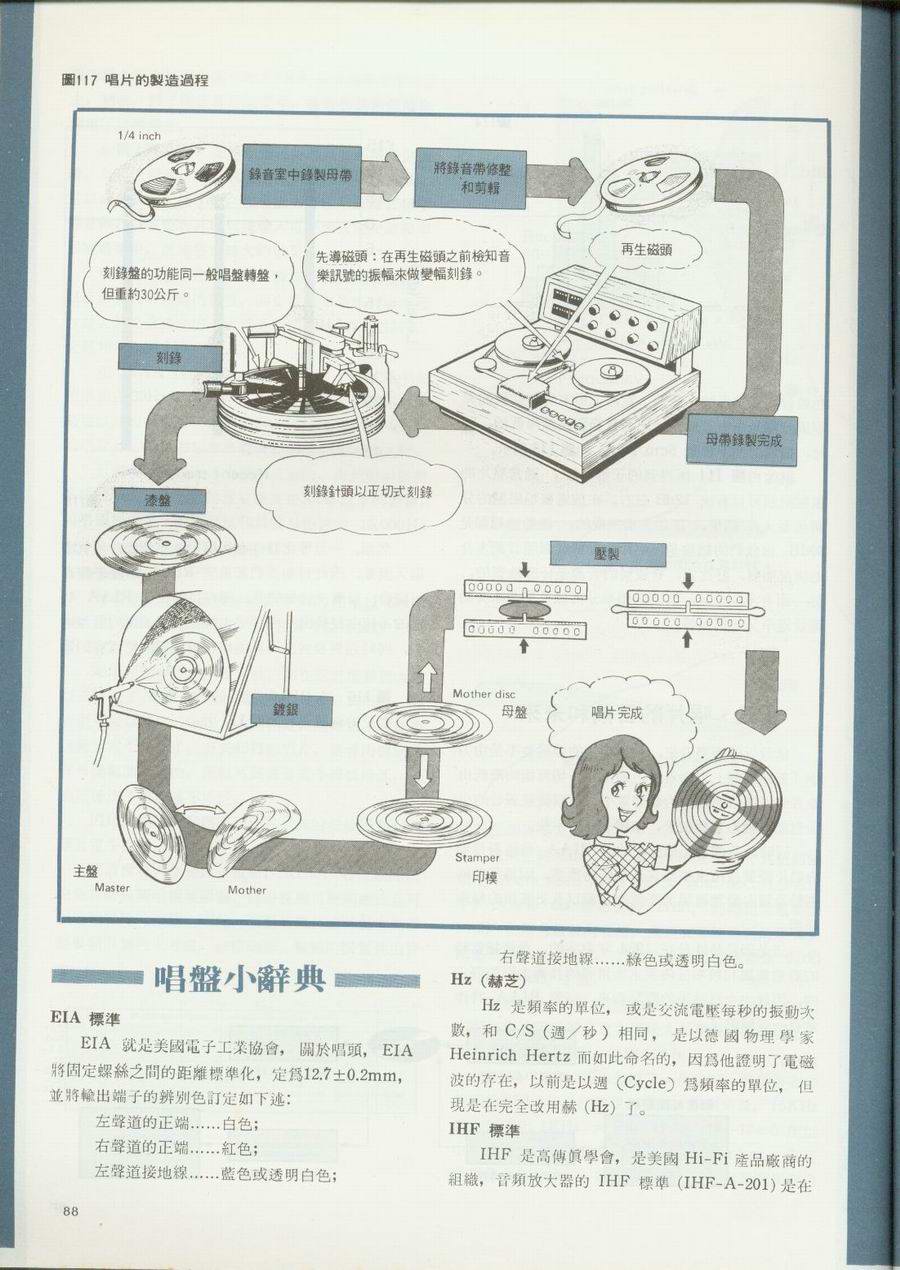 圖117 唱片的製造過程
1/4 inch
錄音室中錄製母帶
將錄音帶修整
和剪輯
再生磁頭
先導磁頭：在再生磁頭之前檢知音
樂訊號的振幅來做變幅刻錄。
刻錄盤的功能同一般唱盤轉盤，
但重約30公斤。
刻錄
母帶錄製完成
刻錄針頭以正切式刻錄
漆盤
壓製
鍍銀
Mother disc
母盤
唱片完成
主盤
Master
Mother
Stamper
印模
唱盤小辭典
EIA 標準
EIA 就是美國電子工業協會，關於唱頭，EIA
將固定螺絲之間的距離標準化，定爲12.7±0.2mm，
並將輸出端子的辨別色訂定如下述：
左聲道的正端……白色；
右聲道的正端……紅色；
左聲道接地線……藍色或透明白色；
右聲道接地線……綠色或透明白色。
Hz（赫芝）
Hz 是頻率的單位，或是交流電壓每秒的振動次
數，和 C/S（週／秒）相同，是以德國物理學家
Heinrich Hertz 而如此命名的，因爲他證明了電磁
波的存在，以前是以週（Cycle）爲頻率的單位，但
現是在完全改用赫（Hz）了。
IHF 標準
IHF 是高傳眞學會，是美國 Hi-Fi 產品廠商的
組織，音頻放大器的 IHF 標準（IHF-A-201）是在
88